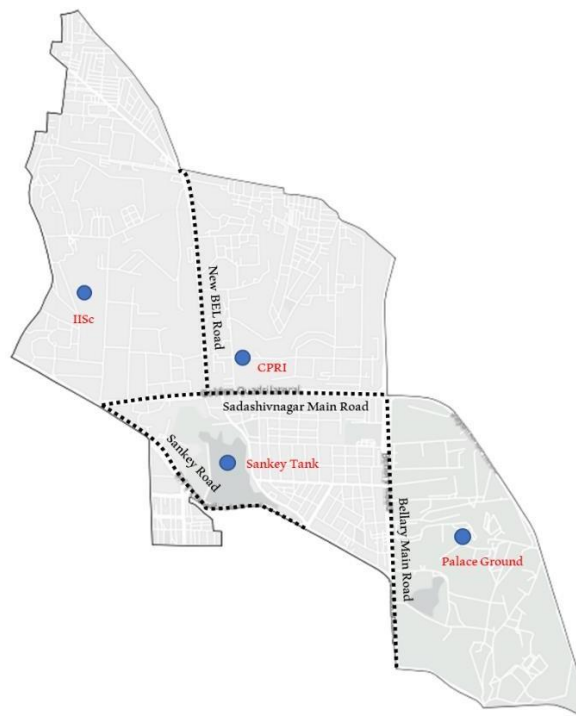 New BEL Road
IISc
CPRI
Sadashivnagar Main Road
Sankey Road
Sankey Tank
Bellary Main Road
Palace Ground